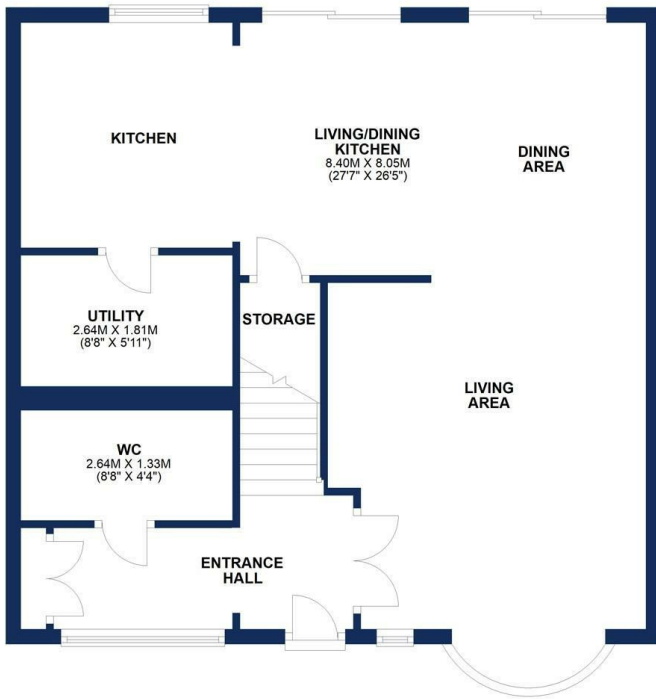 KITCHEN
LIVING/DINING
KITCHEN
8.40M X 8.05M
(27'7" X 26'5")
DINING
AREA
UTILITY
2.64M X 1.81M
(8'8" X 5'11")
STORAGE
LIVING
AREA
WC
2.64M X 1.33M
(8'8" X 4'4")
ENTRANCE
HALL